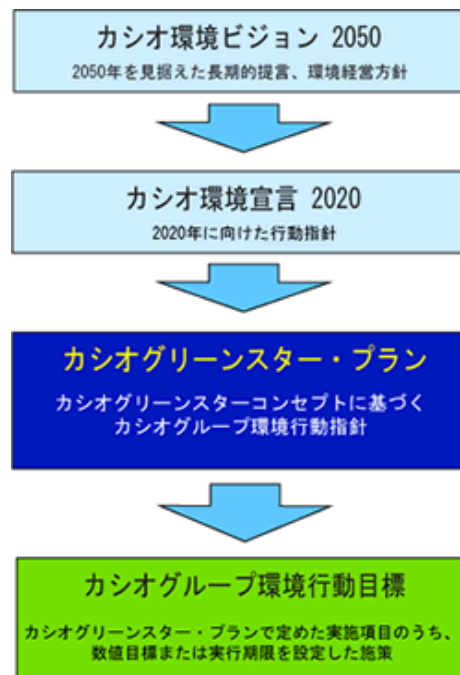 カシオ環境ビジョン 2050
2050年を見据えた長期的提言、環境経営方針
カシオ環境宣言 2020
2020年に向けた行動指針
カシオグリーンスター・プラン
カシオグリーンスターコンセプトに基づく
カシオグループ環境行動指針
カシオグループ環境行動目標
カシオグリーンスター・プランで定めた実施項目のうち、
数値目標または実行期限を設定した施策